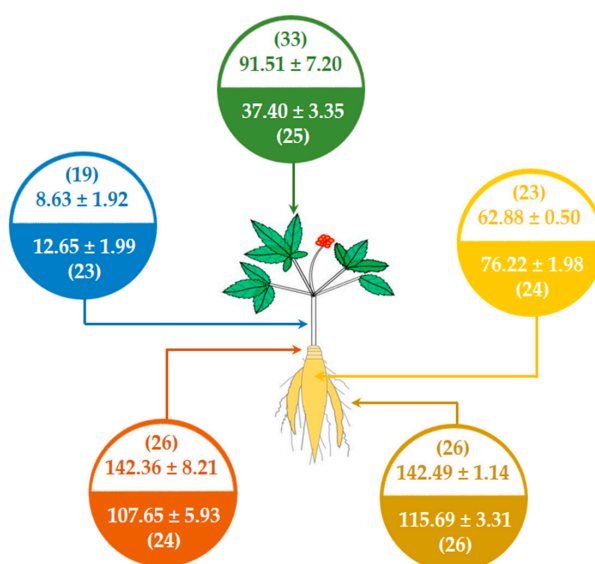 (33)
91.51 ± 7.20
37.40 ± 3.35
(25)
(19)
8.63 ± 1.92
12.65 ± 1.99
(23)
(23)
62.88 ± 0.50
76.22 ± 1.98
(24)
(26)
142.36 ± 8.21
107.65 ± 5.93
(24)
(26)
142.49 ± 1.14
115.69 ± 3.31
(26)